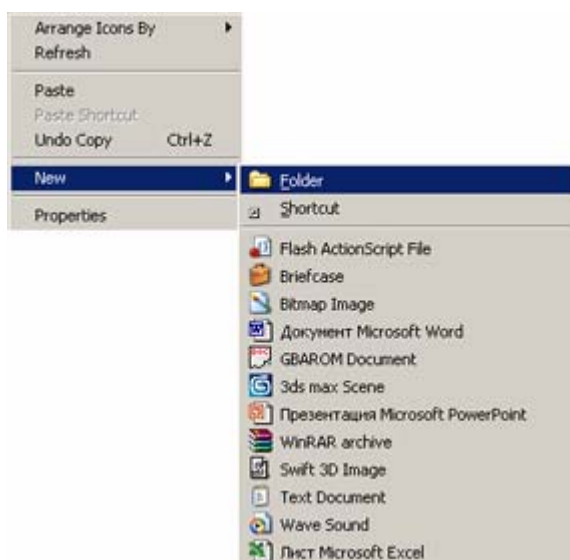 Arrange Icons By
Refresh
Paste
Paste Shortcut
Undo Copy Ctrl+Z
New
Properties
Folder
Shortcut
Flash ActionScript File
Briefcase
Bitmap Image
Документ Microsoft Word
GBAROM Document
3ds max Scene
Презентация Microsoft PowerPoint
WinRAR archive
Swift 3D Image
Text Document
Wave Sound
Лист Microsoft Excel